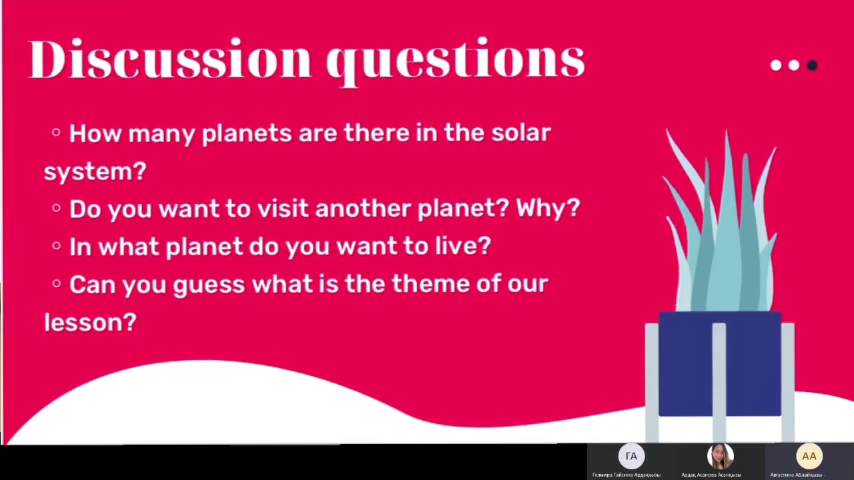 Discussion questions
◦ How many planets are there in the solar
system?
◦ Do you want to visit another planet? Why?
◦ In what planet do you want to live?
◦ Can you guess what is the theme of our
lesson?
ГА
АА